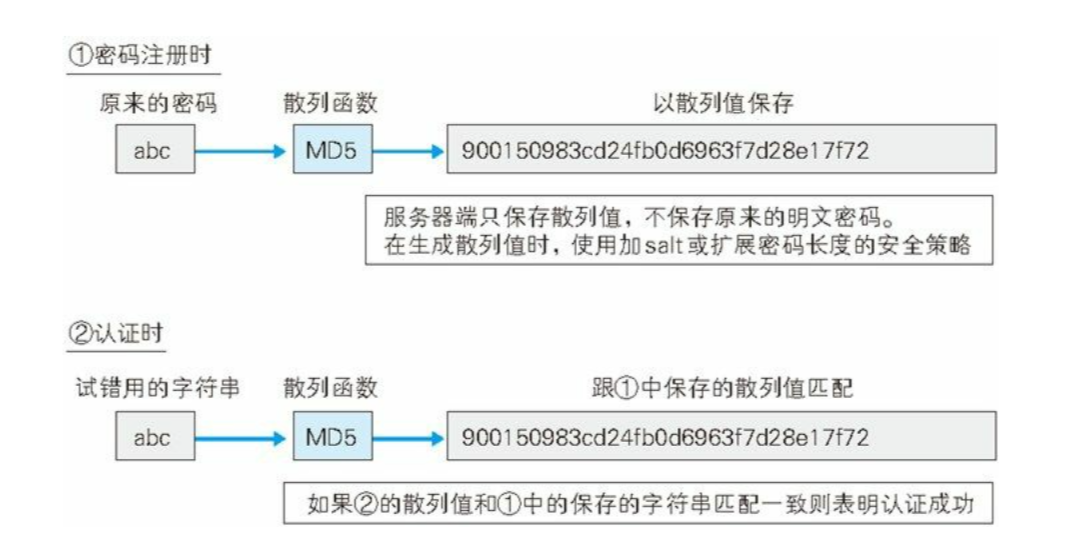 ①密码注册时
原来的密码 散列函数 以散列值保存
abc MD5 900150983cd24fb0d6963f7d28e17f72
服务器端只保存散列值，不保存原来的明文密码。
在生成散列值时，使用加salt或扩展密码长度的安全策略
②认证时
试错用的字符串 散列函数 跟①中保存的散列值匹配
abc MD5 900150983cd24fb0d6963f7d28e17f72
如果②的散列值和①中的保存的字符串匹配一致则表明认证成功